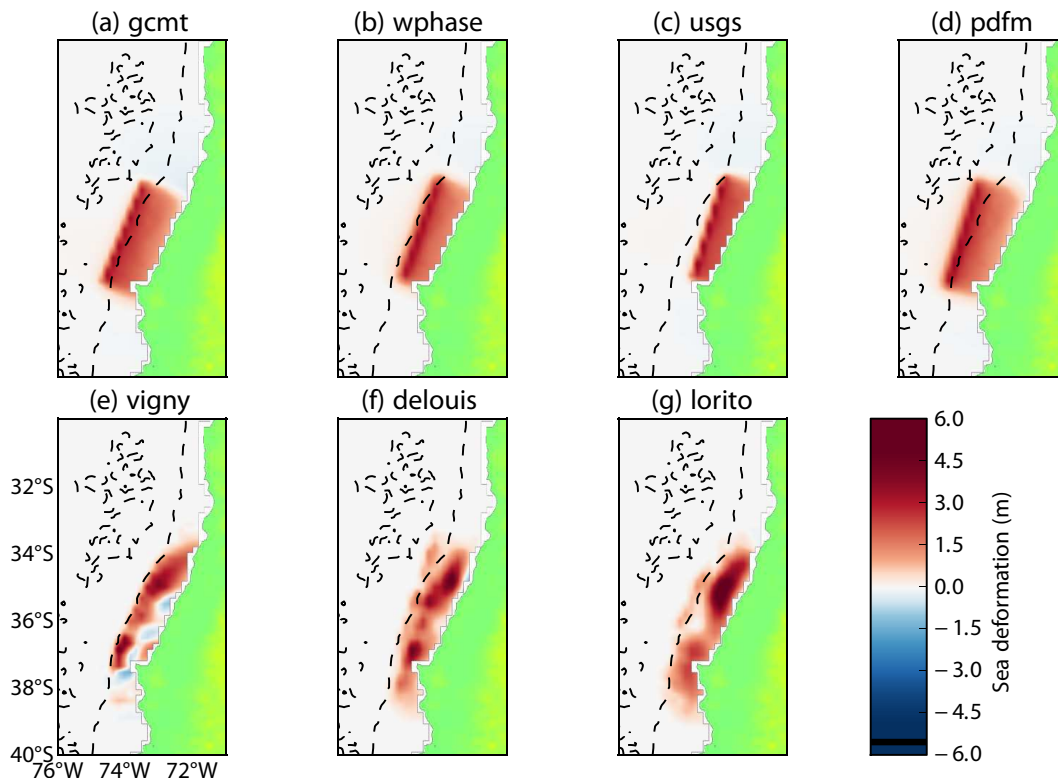 (a) gcmt
(b) wphase
(c) usgs
(d) pdfm
(e) vigny
(f) delouis
(g) lorito
32°S
34°S
36°S
38°S
40°S
76°W 74°W 72°W
6.0
4.5
3.0
1.5
0.0
−1.5
−3.0
−4.5
−6.0
Sea deformation (m)